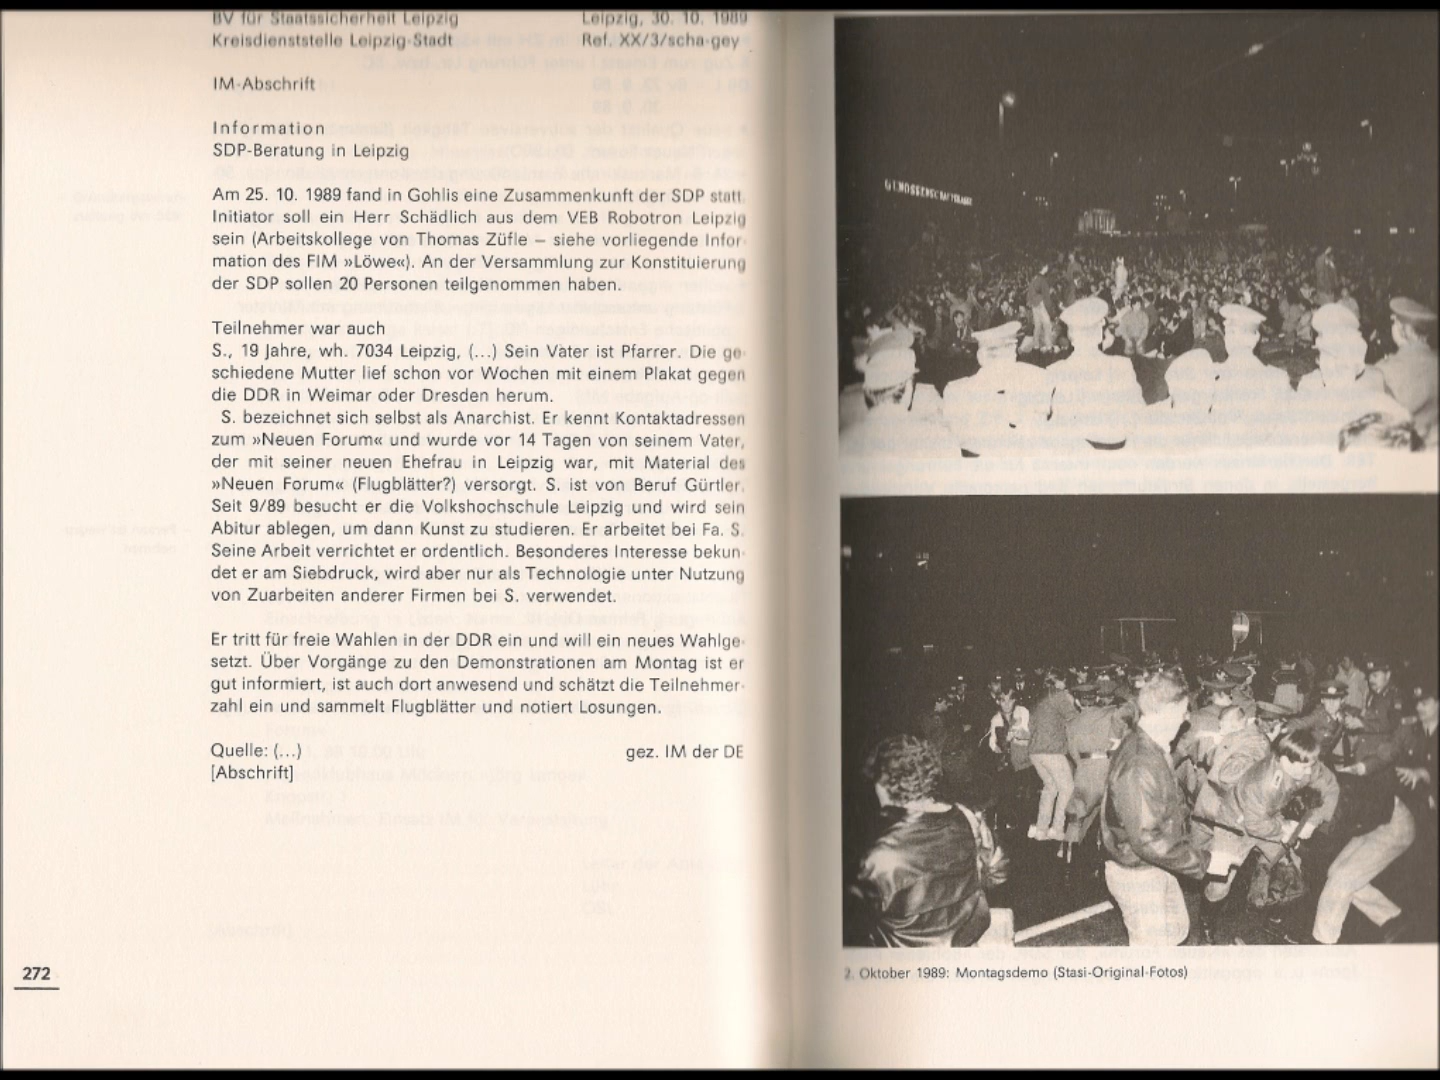 BV für Staatssicherheit Leipzig Leipzig, 30. 10. 1989
Kreisdienststelle Leipzig-Stadt Ref. XX/3/scha-gey
IM-Abschrift
Information
SDP-Beratung in Leipzig
Am 25. 10. 1989 fand in Gohlis eine Zusammenkunft der SDP statt.
Initiator soll ein Herr Schädlich aus dem VEB Robotron Leipzig
sein (Arbeitskollege von Thomas Züfle – siehe vorliegende Infor-
mation des FIM »Löwe«). An der Versammlung zur Konstituierung
der SDP sollen 20 Personen teilgenommen haben.
Teilnehmer war auch
S., 19 Jahre, wh. 7034 Leipzig, (...) Sein Vater ist Pfarrer. Die ge-
schiedene Mutter lief schon vor Wochen mit einem Plakat gegen
die DDR in Weimar oder Dresden herum.
S. bezeichnet sich selbst als Anarchist. Er kennt Kontaktadressen
zum »Neuen Forum« und wurde vor 14 Tagen von seinem Vater,
der mit seiner neuen Ehefrau in Leipzig war, mit Material des
»Neuen Forum« (Flugblätter?) versorgt. S. ist von Beruf Gürtler.
Seit 9/89 besucht er die Volkshochschule Leipzig und wird sein
Abitur ablegen, um dann Kunst zu studieren. Er arbeitet bei Fa. S.
Seine Arbeit verrichtet er ordentlich. Besonderes Interesse bekun-
det er am Siebdruck, wird aber nur als Technologie unter Nutzung
von Zuarbeiten anderer Firmen bei S. verwendet.
Er tritt für freie Wahlen in der DDR ein und will ein neues Wahlge-
setzt. Über Vorgänge zu den Demonstrationen am Montag ist er
gut informiert, ist auch dort anwesend und schätzt die Teilnehmer-
zahl ein und sammelt Flugblätter und notiert Losungen.
Quelle: (...) gez. IM der DE
[Abschrift]
272
2. Oktober 1989: Montagsdemo (Stasi-Original-Fotos)